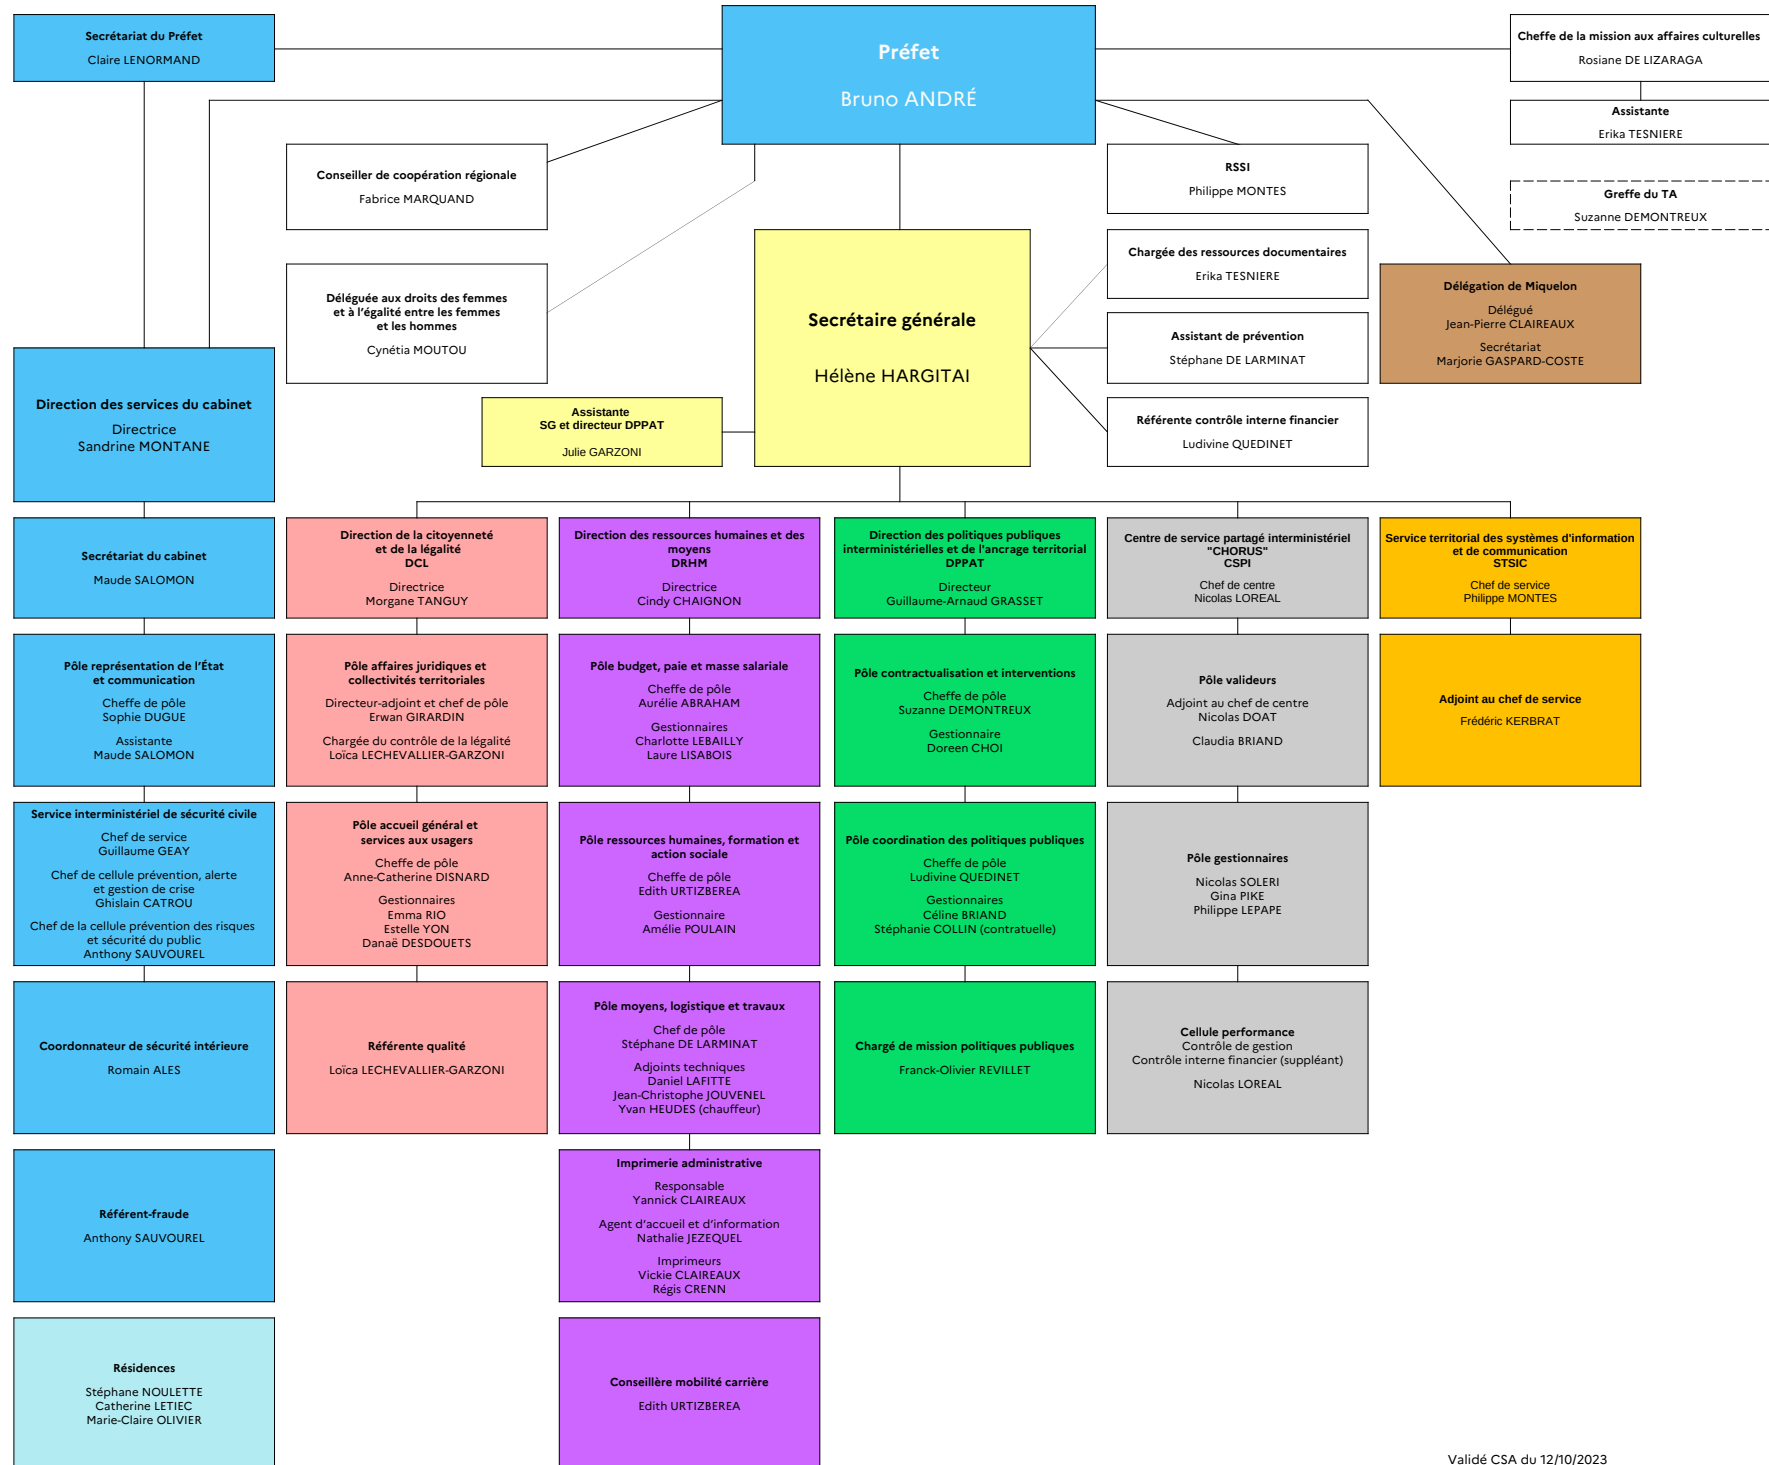 Secrétariat du Préfet
Claire LENORMAND
Préfet
Bruno ANDRÉ
Cheffe de la mission aux affaires culturelles
Rosiane DE LIZARAGA
Assistante
Erika TESNIERE
Conseiller de coopération régionale
Fabrice MARQUAND
RSSI
Philippe MONTES
Greffe du TA
Suzanne DEMONTREUX
Déléguée aux droits des femmes
et à l'égalité entre les femmes
et les hommes
Cynétia MOUTOU
Secrétaire générale
Hélène HARGITAI
Chargée des ressources documentaires
Erika TESNIERE
Assistant de prévention
Stéphane DE LARMINAT
Référente contrôle interne financier
Ludivine QUEDINET
Délégation de Miquelon
Délégué
Jean-Pierre CLAIREAUX
Secrétariat
Marjorie GASPARD-COSTE
Direction des services du cabinet
Directrice
Sandrine MONTANE
Assistante
SG et directeur DPPAT
Julie GARZONI
Secrétariat du cabinet
Maude SALOMON
Pôle représentation de l'État
et communication
Cheffe de pôle
Sophie DUGUE
Assistante
Maude SALOMON
Service interministériel de sécurité civile
Chef de service
Guillaume GEAY
Chef de cellule prévention, alerte
et gestion de crise
Ghislain CATROU
Chef de la cellule prévention des risques
et sécurité du public
Anthony SAUVOUREL
Coordonnateur de sécurité intérieure
Romain ALES
Référent-fraude
Anthony SAUVOUREL
Résidences
Stéphane NOULETTE
Catherine LETIEC
Marie-Claire OLIVIER
Direction de la citoyenneté
et de la légalité
DCL
Directrice
Morgane TANGUY
Pôle affaires juridiques et
collectivités territoriales
Directeur-adjoint et chef de pôle
Erwan GIRARDIN
Chargée du contrôle de la légalité
Loïca LECHEVALLIER-GARZONI
Pôle accueil général et
services aux usagers
Cheffe de pôle
Anne-Catherine DISNARD
Gestionnaires
Emma RIO
Estelle YON
Danaë DESDOUETS
Référente qualité
Loïca LECHEVALLIER-GARZONI
Direction des ressources humaines et des
moyens
DRHM
Directrice
Cindy CHAIGNON
Pôle budget, paie et masse salariale
Cheffe de pôle
Aurélie ABRAHAM
Gestionnaires
Charlotte LEBAILLY
Laure LISABOIS
Pôle ressources humaines, formation et
action sociale
Cheffe de pôle
Edith URTIZBEREA
Gestionnaire
Amélie POULAIN
Pôle moyens, logistique et travaux
Chef de pôle
Stéphane DE LARMINAT
Adjoints techniques
Daniel LAFITTE
Jean-Christophe JOUVENEL
Yvan HEUDES (chauffeur)
Imprimerie administrative
Responsable
Yannick CLAIREAUX
Agent d'accueil et d'information
Nathalie JEZEQUEL
Imprimeurs
Vickie CLAIREAUX
Régis CRENN
Conseillère mobilité carrière
Edith URTIZBEREA
Direction des politiques publiques
interministérielles et de l'ancrage territorial
DPPAT
Directeur
Guillaume-Arnaud GRASSET
Pôle contractualisation et interventions
Cheffe de pôle
Suzanne DEMONTREUX
Gestionnaire
Doreen CHOI
Pôle coordination des politiques publiques
Cheffe de pôle
Ludivine QUEDINET
Gestionnaires
Céline BRIAND
Stéphanie COLLIN (contratuelle)
Chargé de mission politiques publiques
Franck-Olivier REVILLET
Centre de service partagé interministériel
"CHORUS"
CSPI
Chef de centre
Nicolas LOREAL
Pôle valideurs
Adjoint au chef de centre
Nicolas DOAT
Claudia BRIAND
Pôle gestionnaires
Nicolas SOLERI
Gina PIKE
Philippe LEPAPE
Cellule performance
Contrôle de gestion
Contrôle interne financier (suppléant)
Nicolas LOREAL
Service territorial des systèmes d'information
et de communication
STSIC
Chef de service
Philippe MONTES
Adjoint au chef de service
Frédéric KERBRAT
Validé CSA du 12/10/2023